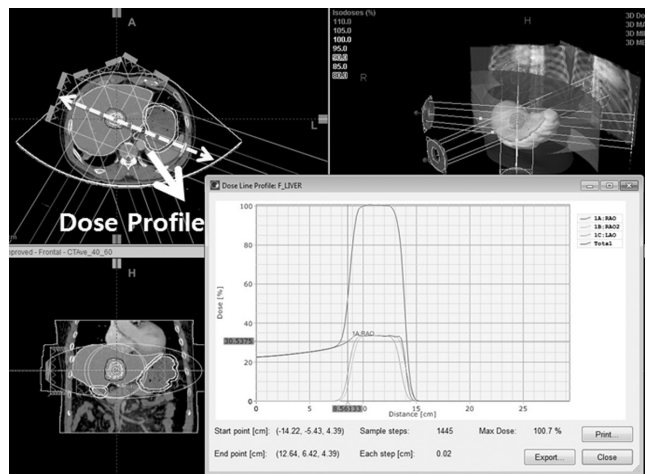 A
L
Isodoses (%)
110.0
105.0
100.0
95.0
90.0
85.0
80.0
H
R
Dose Profile
Frontal - CTAve_40_60
H
Dose Line Profile: F_LIVER
100
80
60
40
20
0
Dose [%]
30.5375
1A:RAO
0
5
8.56133
10
15
20
25
Distance [cm]
1A:RAO
1B:RAO2
1C:LAO
Total
Start point [cm]: (-14.22, -5.43, 4.39) Sample steps: 1445 Max Dose: 100.7 % Print...
End point [cm]: (12.64, 6.42, 4.39) Each step [cm]: 0.02 Export... Close